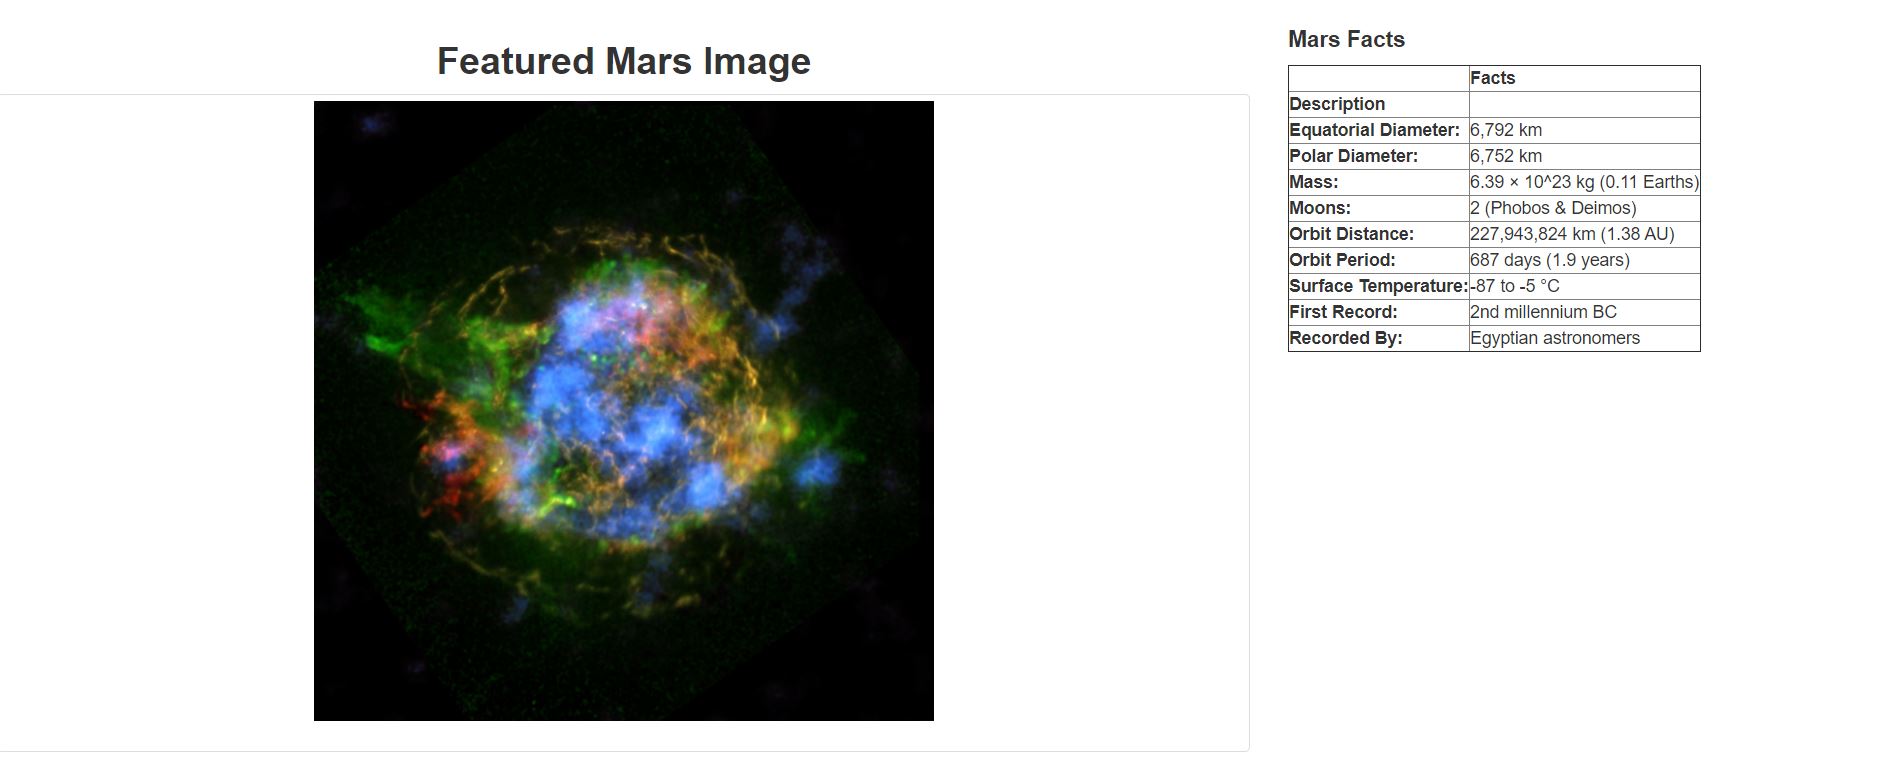 Featured Mars Image
Mars Facts
Facts
Description
Equatorial Diameter: 6,792 km
Polar Diameter: 6,752 km
Mass: 6.39 × 10^23 kg (0.11 Earths)
Moons: 2 (Phobos & Deimos)
Orbit Distance: 227,943,824 km (1.38 AU)
Orbit Period: 687 days (1.9 years)
Surface Temperature: -87 to -5 °C
First Record: 2nd millennium BC
Recorded By: Egyptian astronomers